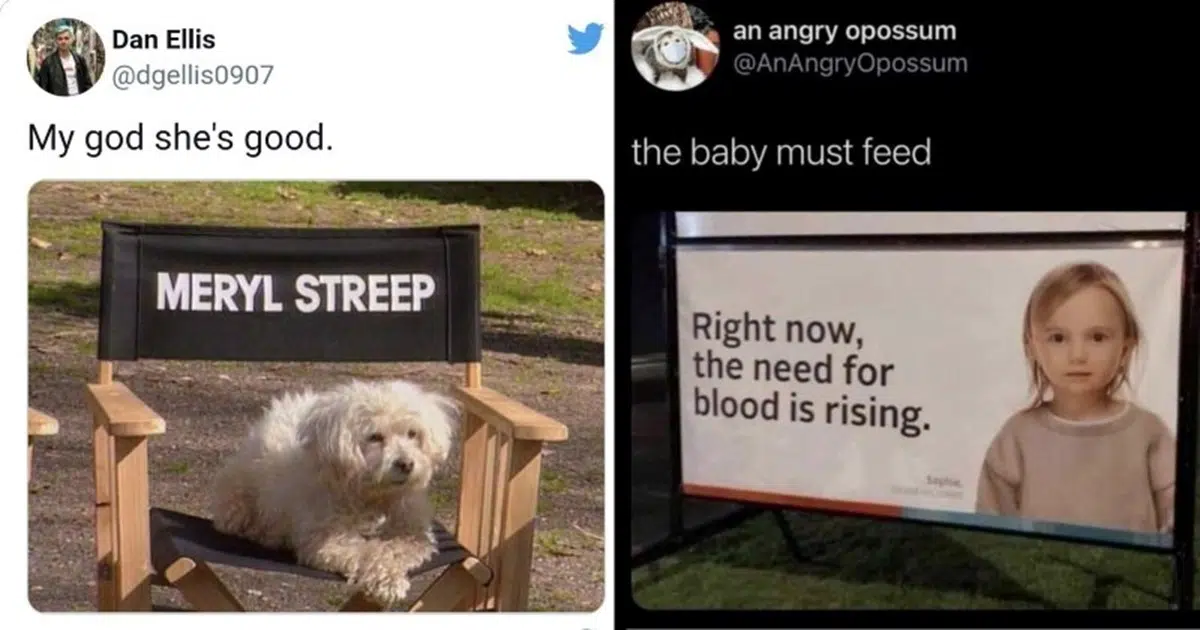 Dan Ellis
@dgellis0907
My god she's good.
MERYL STREEP
an angry opossum
@AnAngryOpossum
the baby must feed
Right now,
the need for
blood is rising.
Sophie,